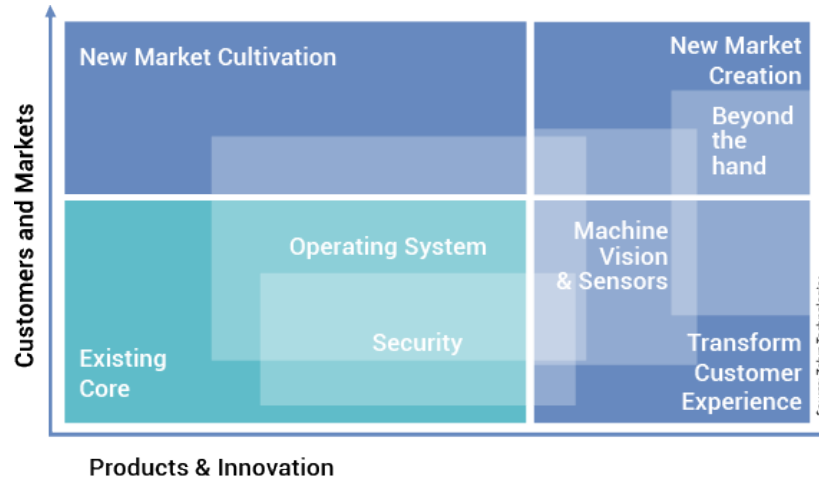 New Market Cultivation
New Market
Creation
Beyond
the
hand
Customers and Markets
Operating System
Machine
Vision
& Sensors
Security
Existing
Core
Transform
Customer
Experience
Products & Innovation